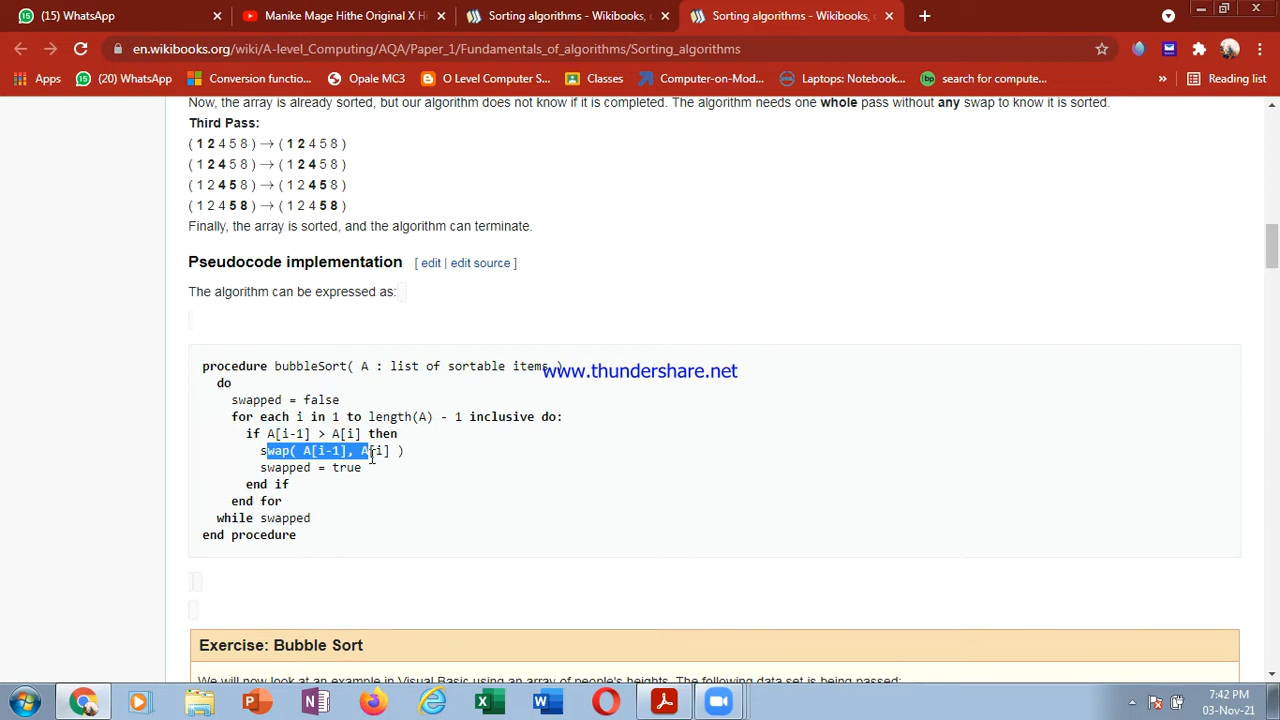 (15) WhatsApp
Manike Mage Hithe Original X Hi
Sorting algorithms - Wikibooks, o
Sorting algorithms - Wikibooks, o
en.wikibooks.org/wiki/A-level_Computing/AQA/Paper_1/Fundamentals_of_algorithms/Sorting_algorithms
Apps
(20) WhatsApp
Conversion functio...
Opale MC3
O Level Computer S...
Classes
Computer-on-Mod...
Laptops: Notebook...
search for compute...
»
Reading list
Now, the array is already sorted, but our algorithm does not know if it is completed. The algorithm needs one whole pass without any swap to know it is sorted.
Third Pass:
( 1 2 4 5 8 ) → ( 1 2 4 5 8 )
( 1 2 4 5 8 ) → ( 1 2 4 5 8 )
( 1 2 4 5 8 ) → ( 1 2 4 5 8 )
( 1 2 4 5 8 ) → ( 1 2 4 5 8 )
Finally, the array is sorted, and the algorithm can terminate.
Pseudocode implementation [ edit | edit source ]
The algorithm can be expressed as:
procedure bubbleSort( A : list of sortable items )
www.thundershare.net
do
swapped = false
for each i in 1 to length(A) - 1 inclusive do:
if A[i-1] > A[i] then
swap( A[i-1], A[i] )
swapped = true
end if
end for
while swapped
end procedure
Exercise: Bubble Sort
We will now look at an example in Visual Basic using an array of people's heights. The following data set is being passed:
7:42 PM
03-Nov-21